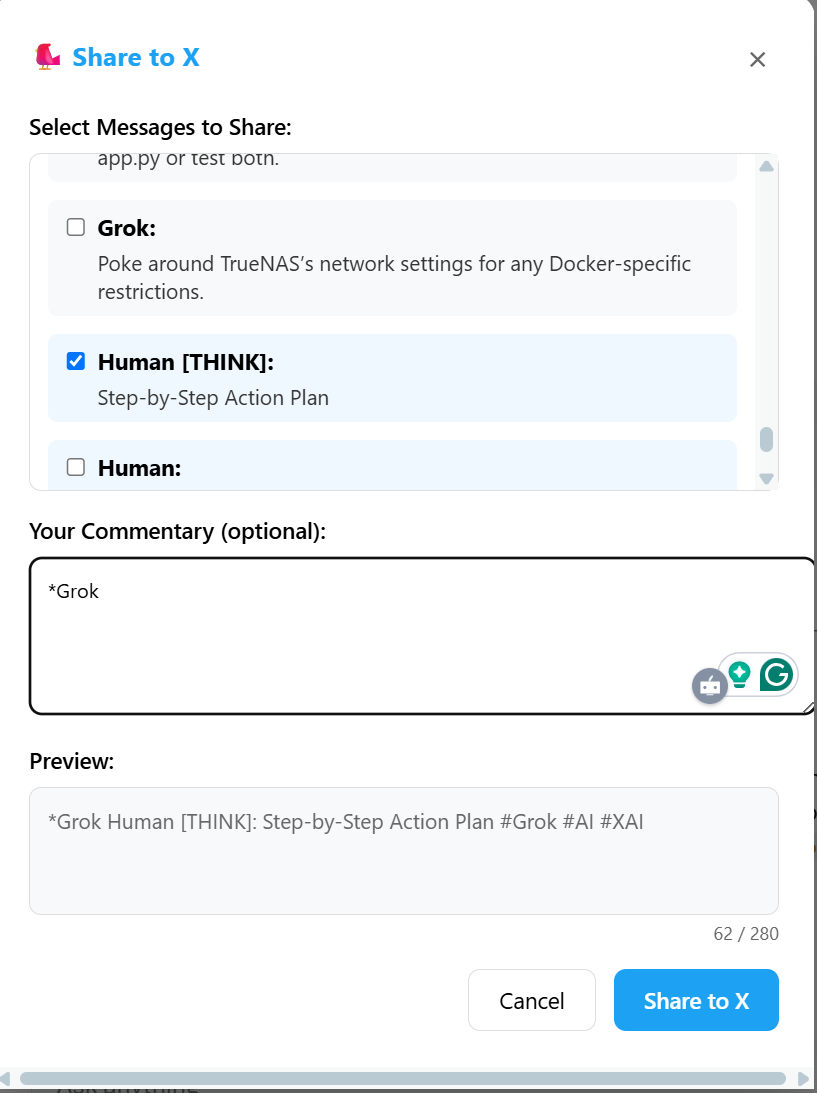 Share to X
Select Messages to Share:
app.py or test both.
Grok:
Poke around TrueNAS’s network settings for any Docker-specific
restrictions.
Human [THINK]:
Step-by-Step Action Plan
Human:
Your Commentary (optional):
*Grok
Preview:
*Grok Human [THINK]: Step-by-Step Action Plan #Grok #AI #XAI
62 / 280
Cancel
Share to X
Ask anything